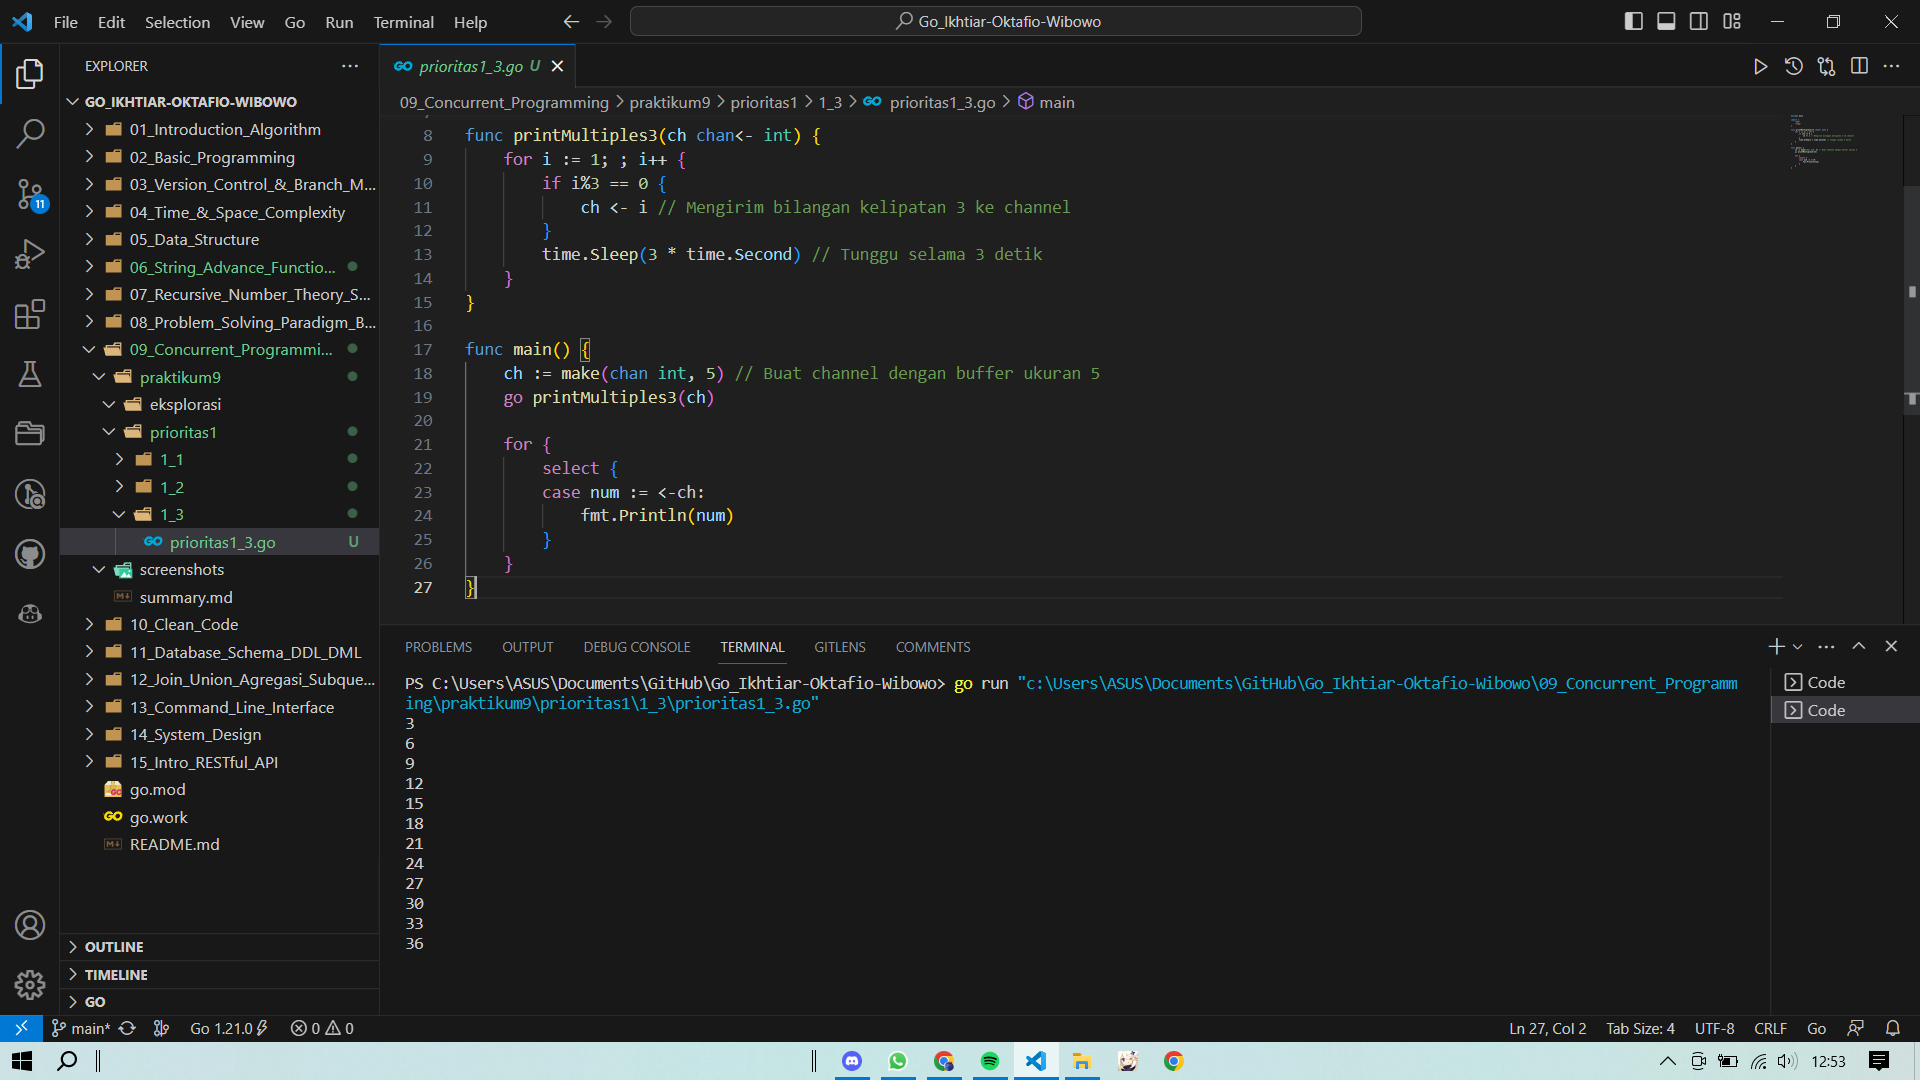 File Edit Selection View Go Run Terminal Help
Go_Ikhtiar-Oktafio-Wibowo
EXPLORER
GO_IKHTIAR-OKTAFIO-WIBOWO
01_Introduction_Algorithm
02_Basic_Programming
03_Version_Control_&_Branch_M...
04_Time_&_Space_Complexity
05_Data_Structure
06_String_Advance_Functio...
07_Recursive_Number_Theory_S...
08_Problem_Solving_Paradigm_B...
09_Concurrent_Programmi...
praktikum9
eksplorasi
prioritas1
1_1
1_2
1_3
GO prioritas1_3.go U
screenshots
summary.md
10_Clean_Code
11_Database_Schema_DDL_DML
12_Join_Union_Agregasi_Subque...
13_Command_Line_Interface
14_System_Design
15_Intro_RESTful_API
go.mod
GO go.work
README.md
OUTLINE
TIMELINE
GO
11
GO prioritas1_3.go U
09_Concurrent_Programming > praktikum9 > prioritas1 > 1_3 > GO prioritas1_3.go > main
8 func printMultiples3(ch chan<- int) {
9 for i := 1; ; i++ {
10 if i%3 == 0 {
11 ch <- i // Mengirim bilangan kelipatan 3 ke channel
12 }
13 time.Sleep(3 * time.Second) // Tunggu selama 3 detik
14 }
15 }
16
17 func main() {
18 ch := make(chan int, 5) // Buat channel dengan buffer ukuran 5
19 go printMultiples3(ch)
20
21 for {
22 select {
23 case num := <-ch:
24 fmt.Println(num)
25 }
26 }
27 }
PROBLEMS OUTPUT DEBUG CONSOLE TERMINAL GITLENS COMMENTS
PS C:\Users\ASUS\Documents\GitHub\Go_Ikhtiar-Oktafio-Wibowo> go run "c:\Users\ASUS\Documents\GitHub\Go_Ikhtiar-Oktafio-Wibowo\09_Concurrent_Programm
ing\praktikum9\prioritas1\1_3\prioritas1_3.go"
3
6
9
12
15
18
21
24
27
30
33
36
Code
Code
main* Go 1.21.0 0 0 Ln 27, Col 2 Tab Size: 4 UTF-8 CRLF Go
12:53